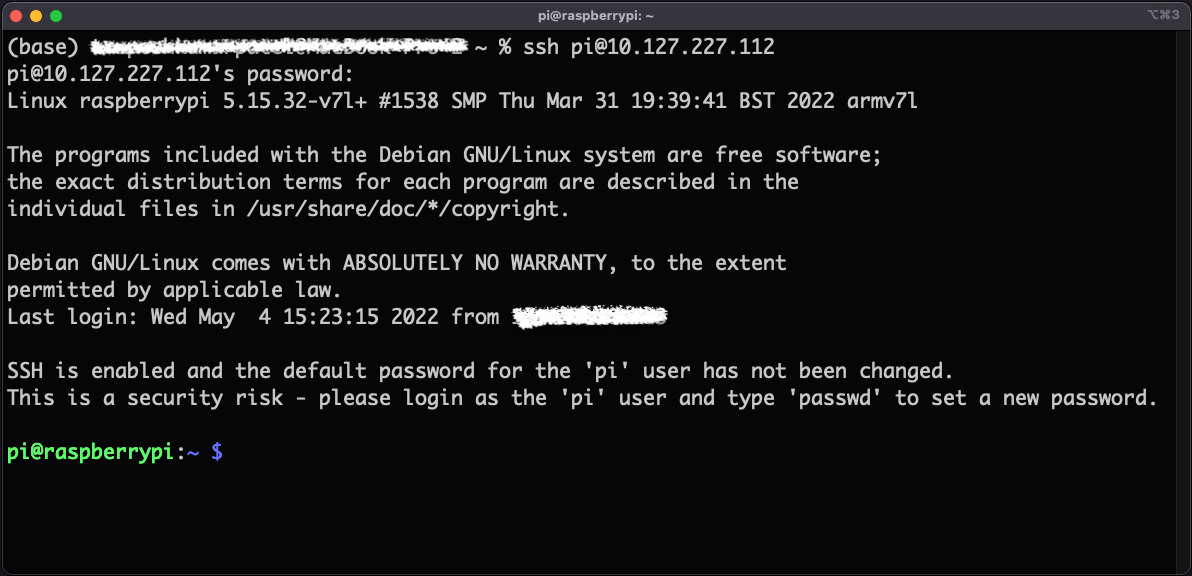 pi@raspberrypi: ~
⌥⌘3
(base) ~ % ssh pi@10.127.227.112
pi@10.127.227.112's password:
Linux raspberrypi 5.15.32-v7l+ #1538 SMP Thu Mar 31 19:39:41 BST 2022 armv7l
The programs included with the Debian GNU/Linux system are free software;
the exact distribution terms for each program are described in the
individual files in /usr/share/doc/*/copyright.
Debian GNU/Linux comes with ABSOLUTELY NO WARRANTY, to the extent
permitted by applicable law.
Last login: Wed May  4 15:23:15 2022 from
SSH is enabled and the default password for the 'pi' user has not been changed.
This is a security risk - please login as the 'pi' user and type 'passwd' to set a new password.
pi@raspberrypi:~ $